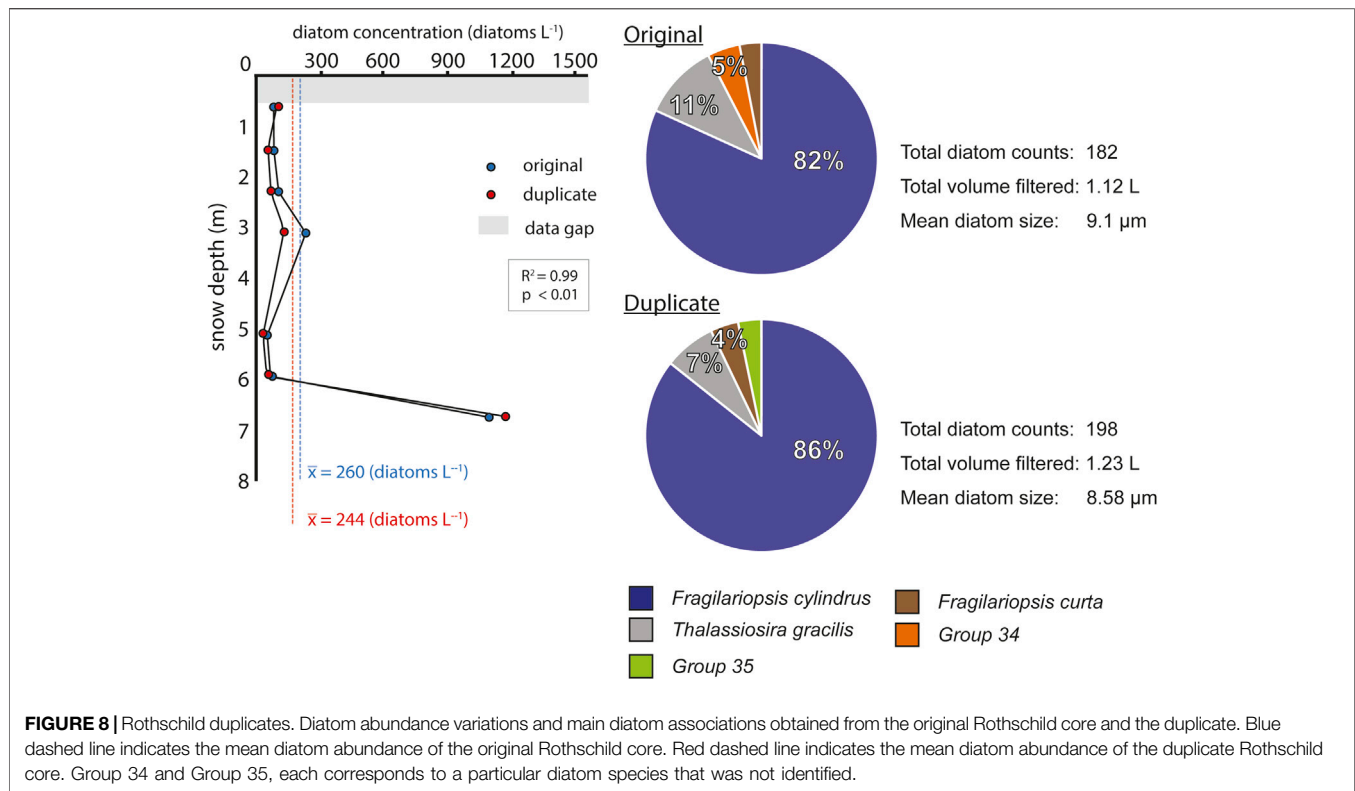 diatom concentration (diatoms L⁻¹)
0 300 600 900 1200 1500
snow depth (m)
1
2
3
4
5
6
7
8
original
duplicate
data gap
R² = 0.99
p < 0.01
x̅ = 260 (diatoms L⁻¹)
x̅ = 244 (diatoms L⁻¹)
Original
5%
11%
82%
Total diatom counts: 182
Total volume filtered: 1.12 L
Mean diatom size: 9.1 µm
Duplicate
4%
7%
86%
Total diatom counts: 198
Total volume filtered: 1.23 L
Mean diatom size: 8.58 µm
Fragilariopsis cylindrus
Fragilariopsis curta
Thalassiosira gracilis
Group 34
Group 35
FIGURE 8 | Rothschild duplicates. Diatom abundance variations and main diatom associations obtained from the original Rothschild core and the duplicate. Blue
dashed line indicates the mean diatom abundance of the original Rothschild core. Red dashed line indicates the mean diatom abundance of the duplicate Rothschild
core. Group 34 and Group 35, each corresponds to a particular diatom species that was not identified.